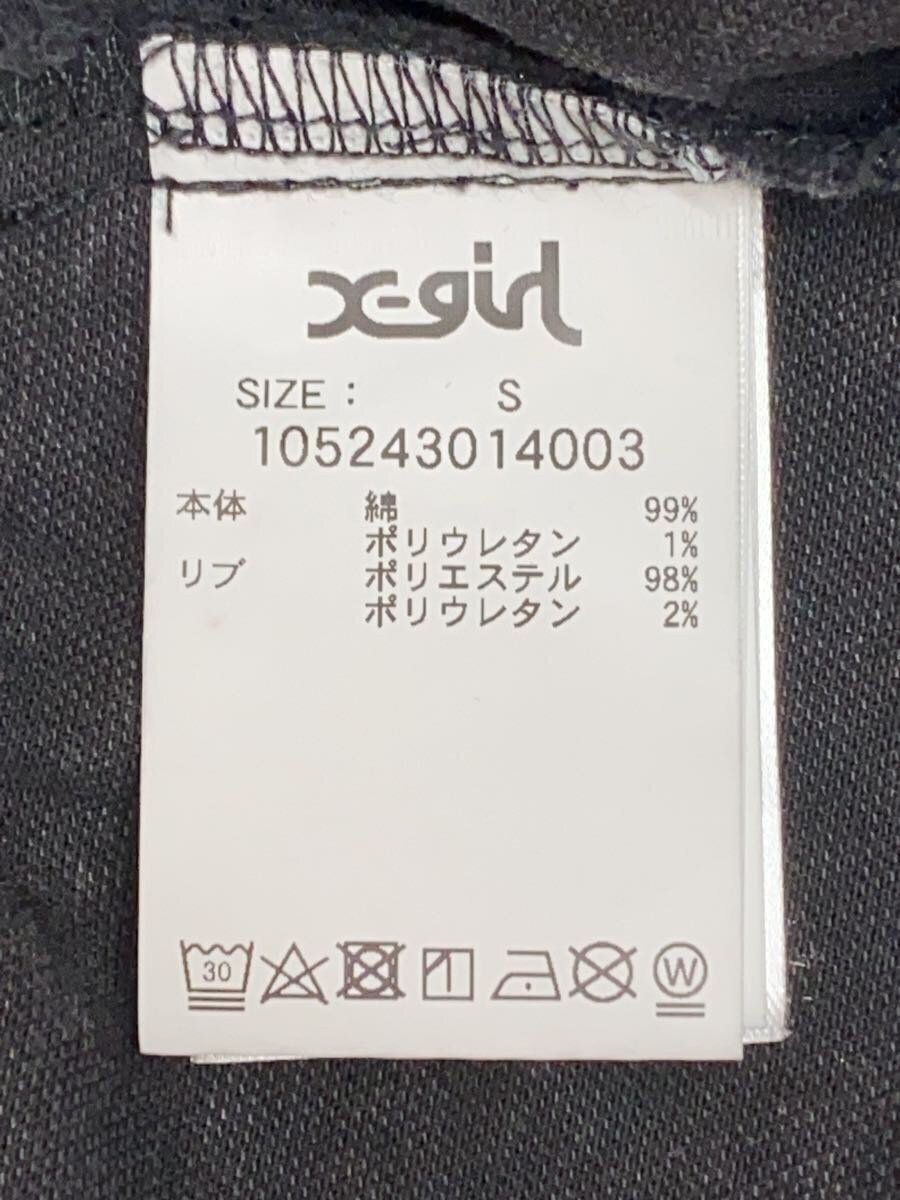 X-girl
SIZE : S
105243014003
本体 綿 99%
ポリウレタン 1%
リブ ポリエステル 98%
ポリウレタン 2%
30
W